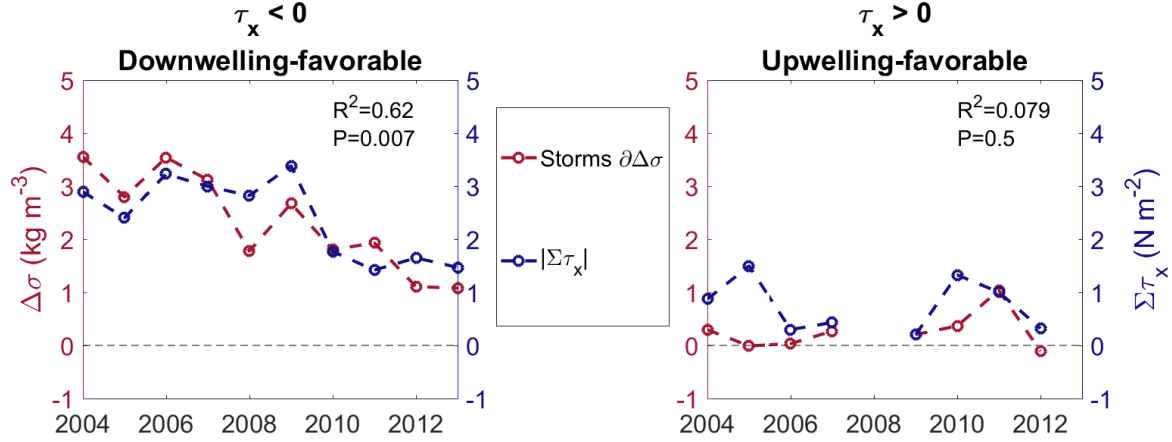 τx < 0
Downwelling-favorable
5
4
3
2
1
0
-1
Δσ (kg m-3)
R2=0.62
P=0.007
5
4
3
2
1
0
-1
2004 2006 2008 2010 2012
Storms ∂Δσ
|Στx|
τx > 0
Upwelling-favorable
5
4
3
2
1
0
-1
R2=0.079
P=0.5
5
4
3
2
1
0
-1
Στx (N m-2)
2004 2006 2008 2010 2012